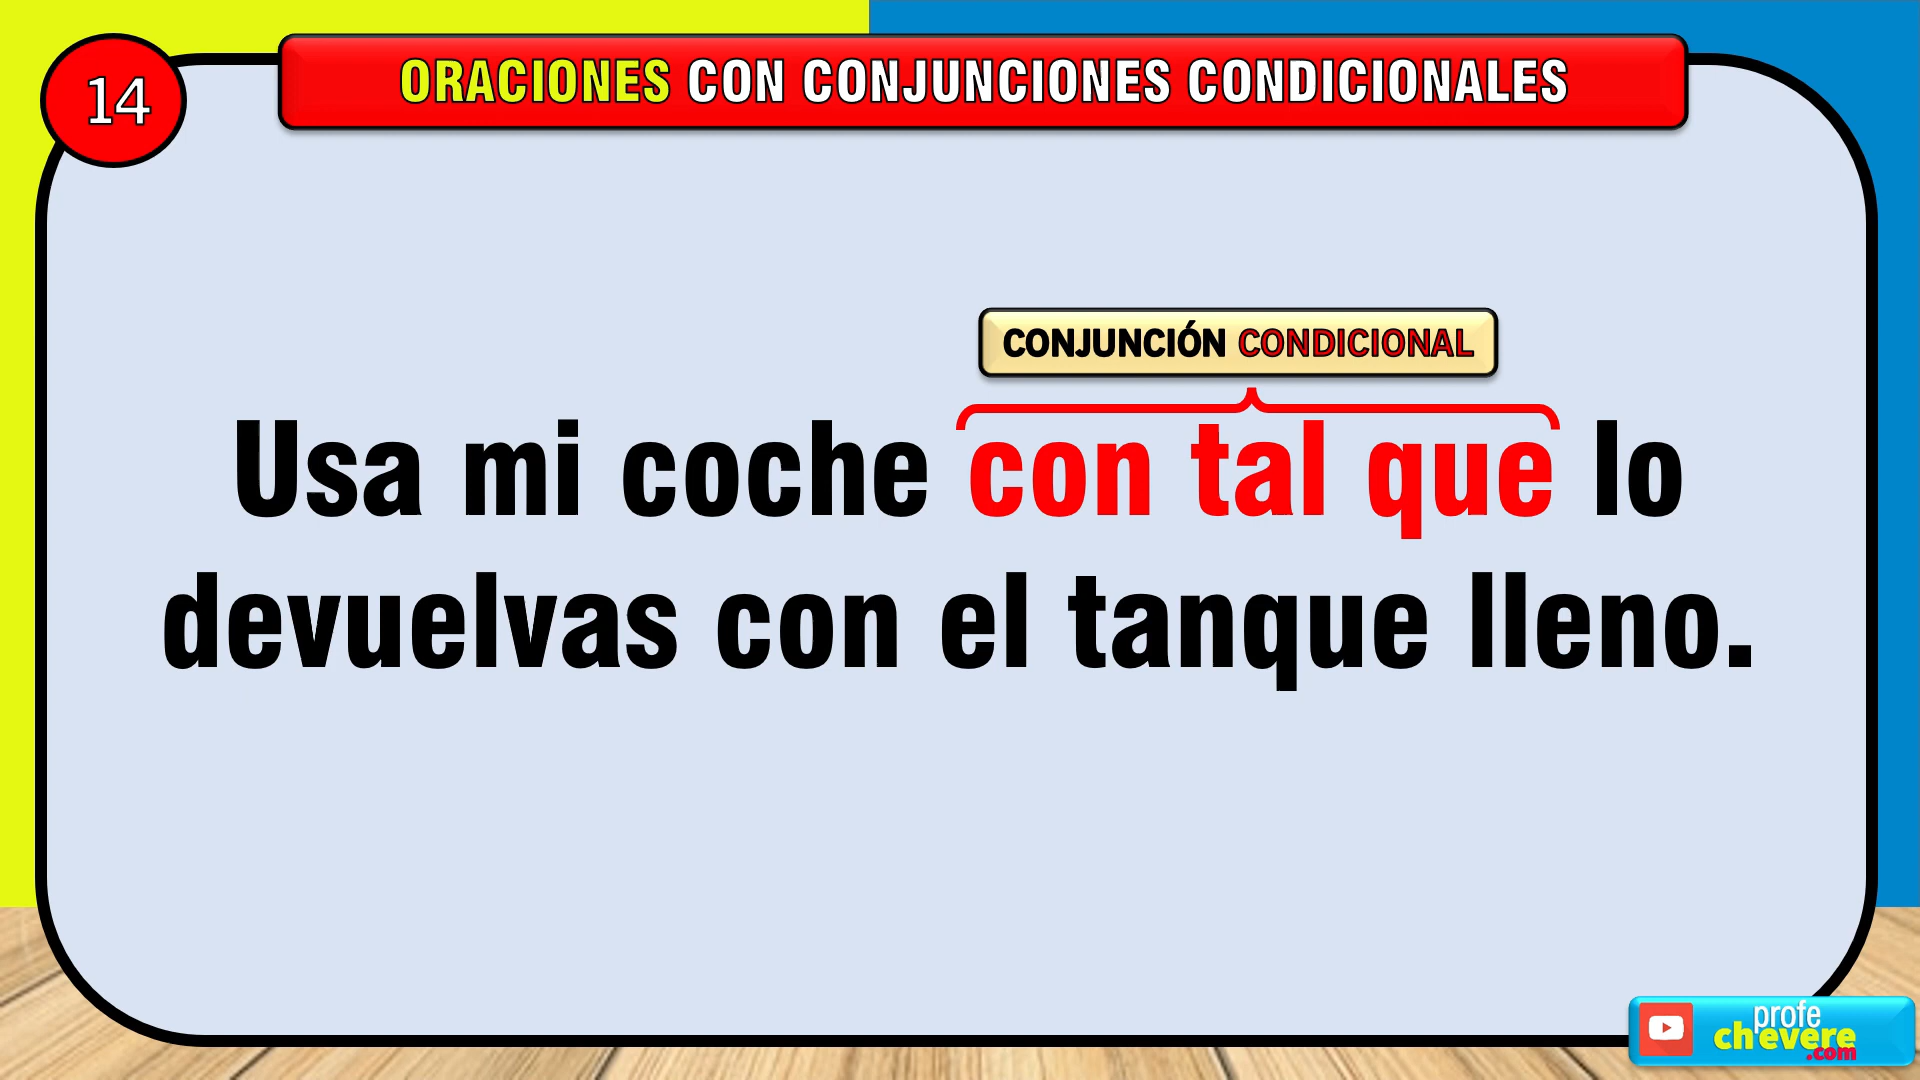 14
ORACIONES CON CONJUNCIONES CONDICIONALES
CONJUNCIÓN CONDICIONAL
Usa mi coche con tal que lo
devuelvas con el tanque lleno.
profe
chevere
.com